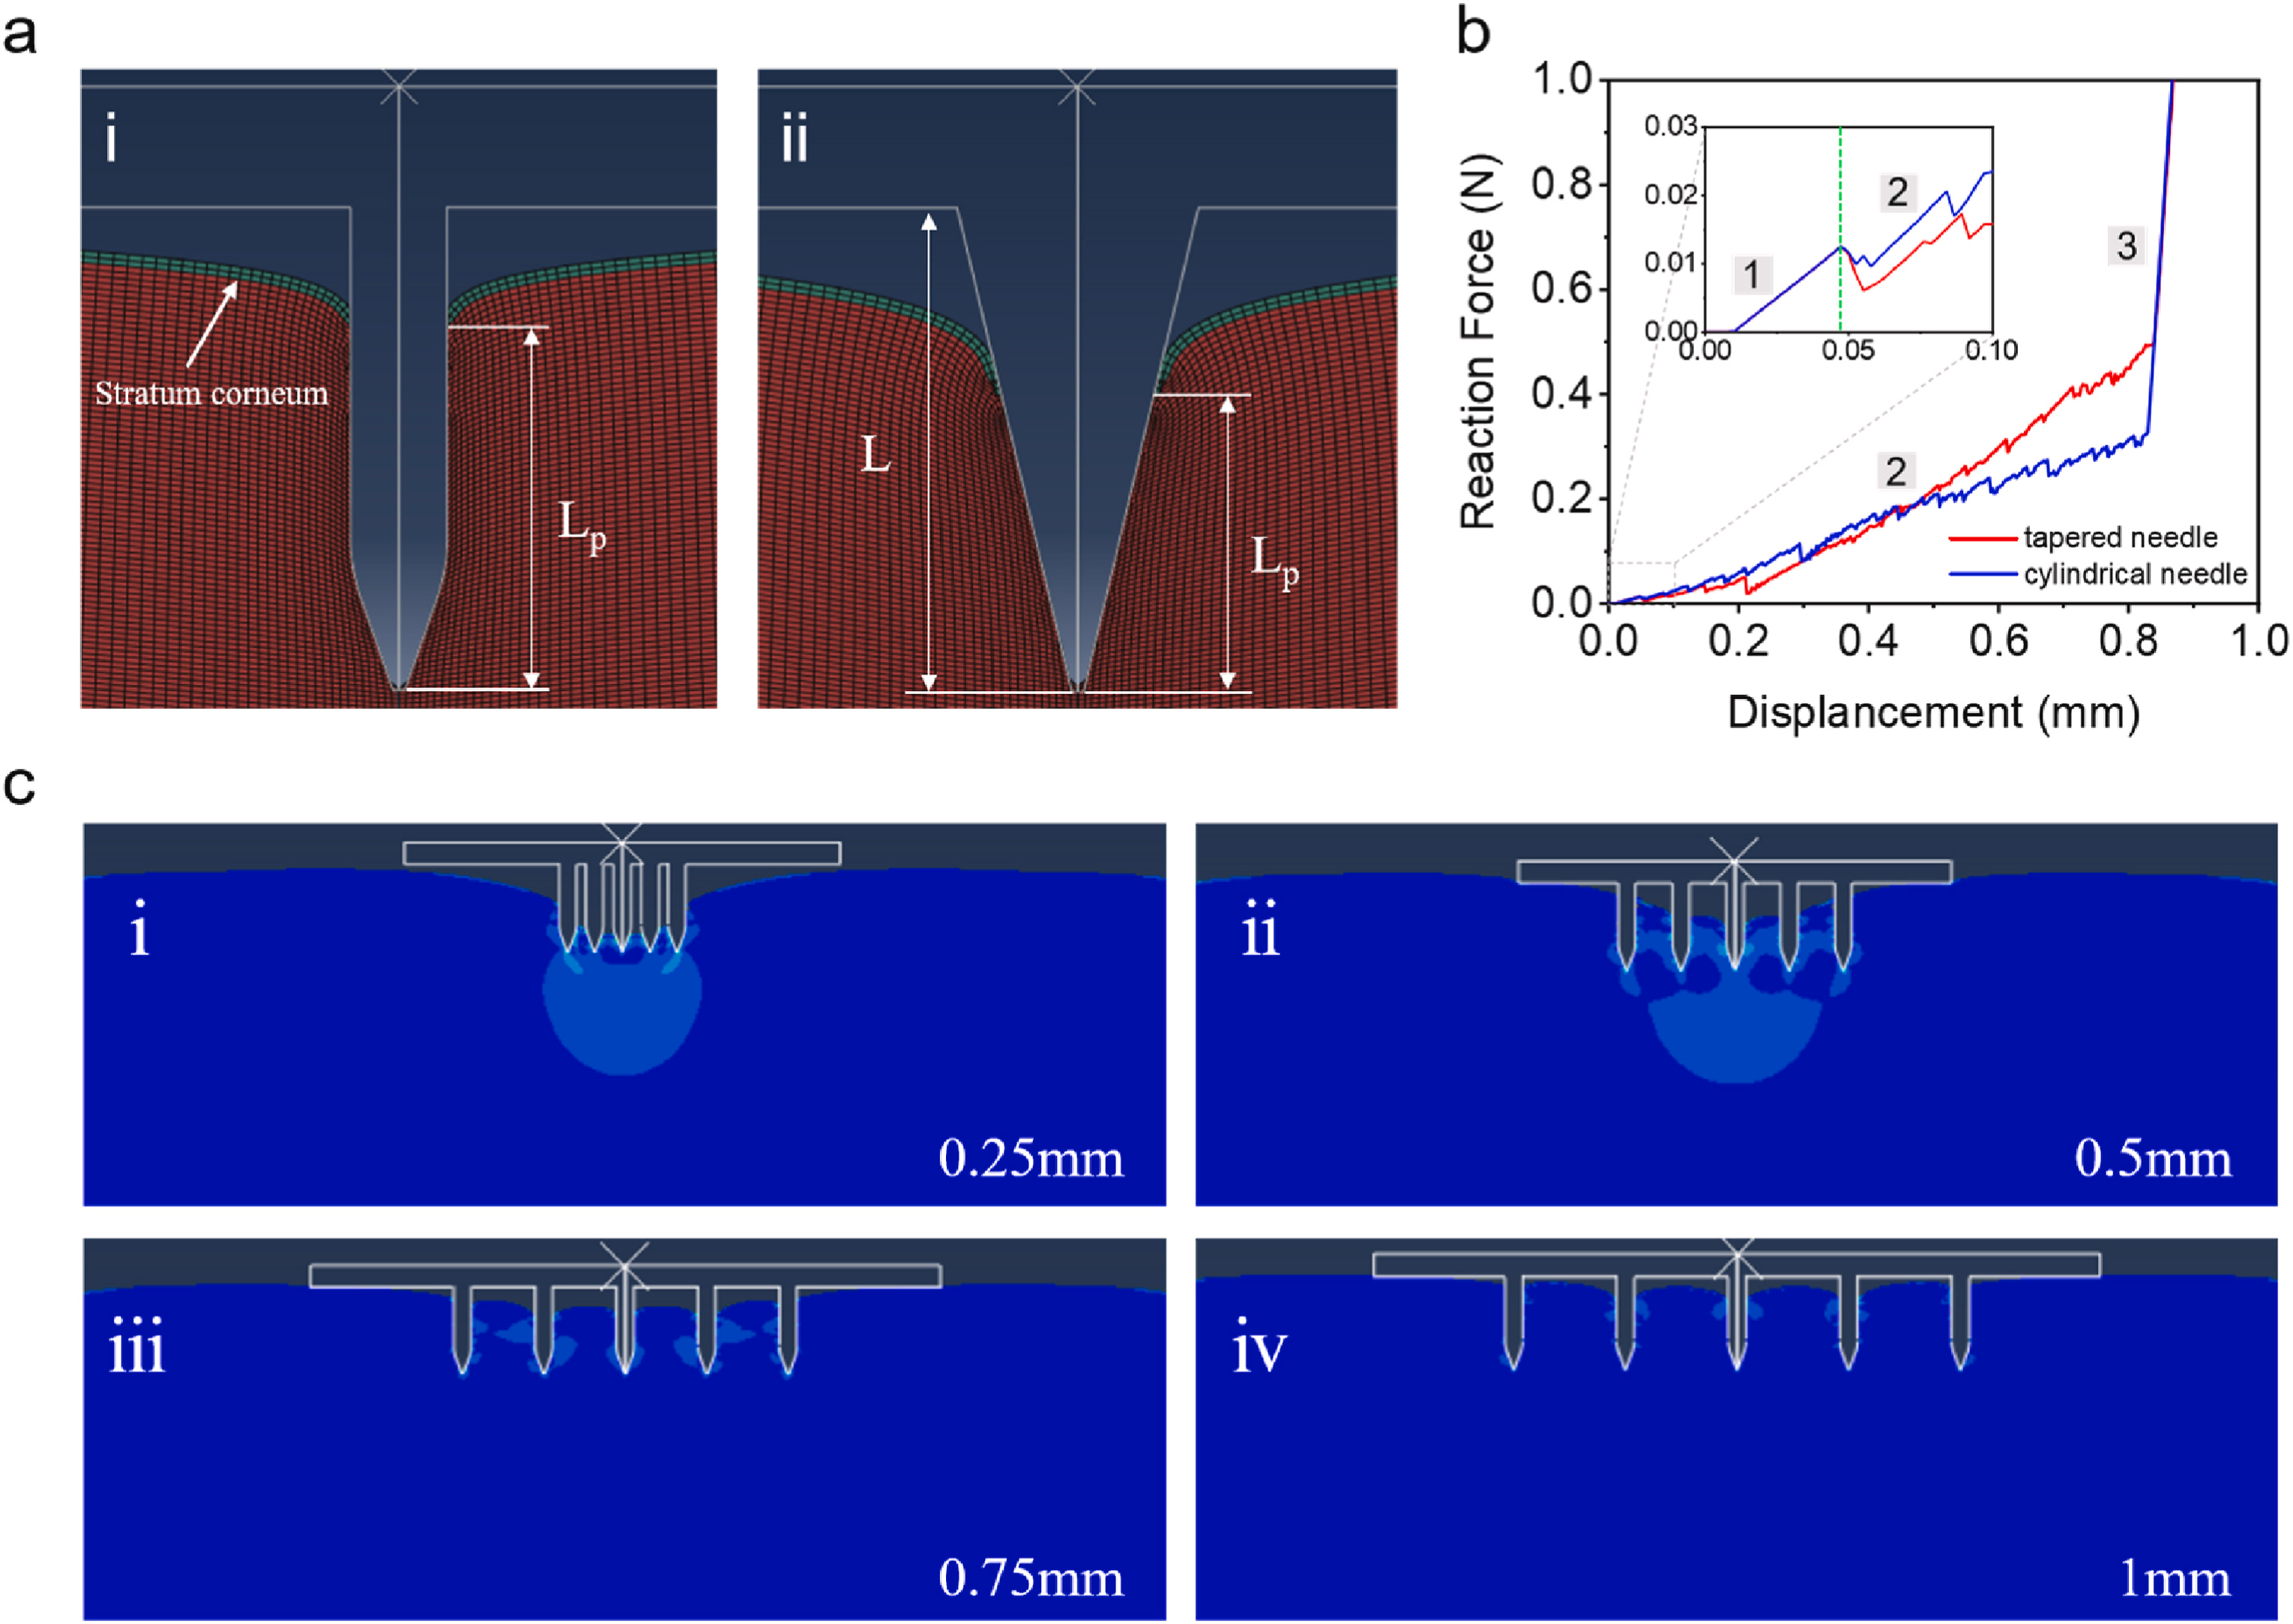 a
i
Stratum corneum
Lp
ii
L
Lp
b
Reaction Force (N)
1.0
0.8
0.6
0.4
0.2
0.0
0.0
0.2
0.4
0.6
0.8
1.0
Displancement (mm)
0.03
0.02
0.01
0.00
0.00
0.05
0.10
1
2
2
3
tapered needle
cylindrical needle
c
i
0.25mm
ii
0.5mm
iii
0.75mm
iv
1mm